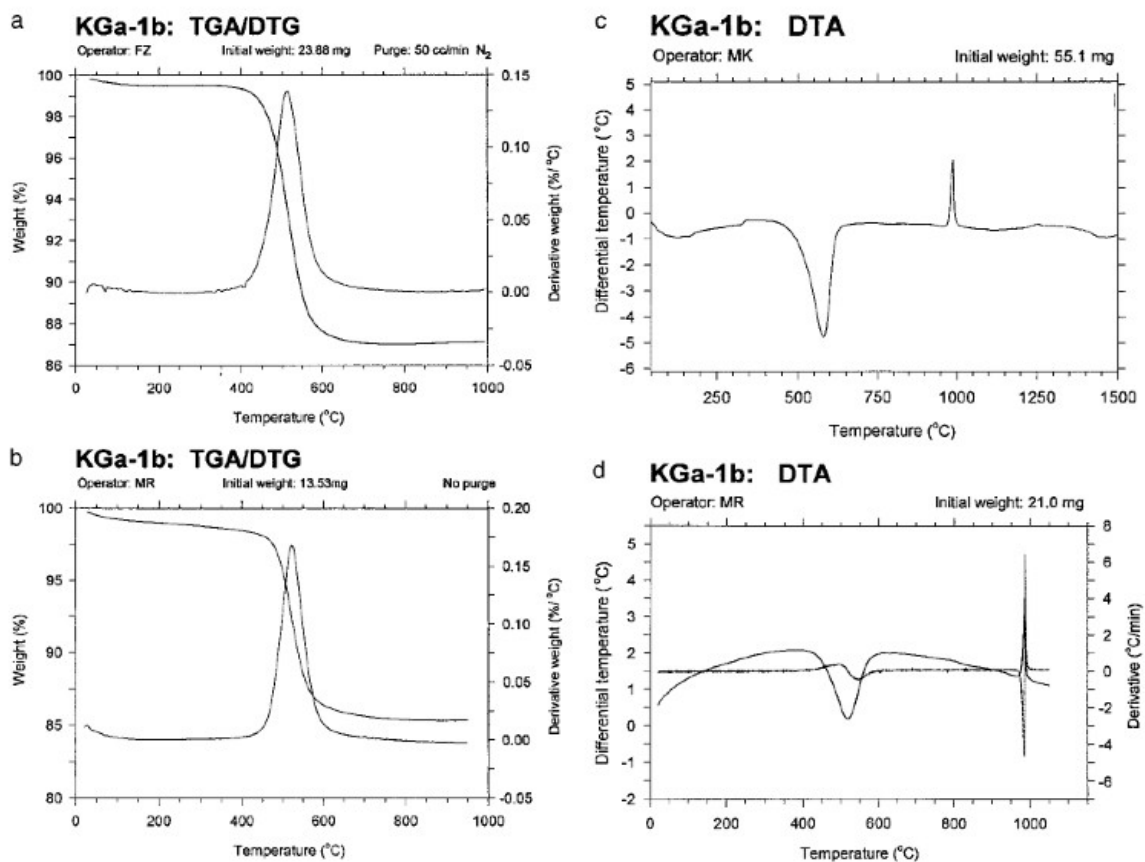 a
KGa-1b: TGA/DTG
Operator: FZ Initial weight: 23.88 mg Purge: 50 cc/min N2
100
98
96
94
92
90
88
86
Weight (%)
0.15
0.10
0.05
0.00
-0.05
Derivative weight (%/ °C)
0 200 400 600 800 1000
Temperature (°C)
b
KGa-1b: TGA/DTG
Operator: MR Initial weight: 13.53mg No purge
100
95
90
85
80
Weight (%)
0.20
0.15
0.10
0.05
0.00
-0.05
Derivative weight (%/ °C)
0 200 400 600 800 1000
Temperature (°C)
c
KGa-1b: DTA
Operator: MK Initial weight: 55.1 mg
5
4
3
2
1
0
-1
-2
-3
-4
-5
-6
Differential temperature (°C)
250 500 750 1000 1250 1500
Temperature (°C)
d
KGa-1b: DTA
Operator: MR Initial weight: 21.0 mg
5
4
3
2
1
0
-1
-2
Differential temperature (°C)
8
6
4
2
0
-2
-4
-6
Derivative (°C/min)
0 200 400 600 800 1000
Temperature (°C)